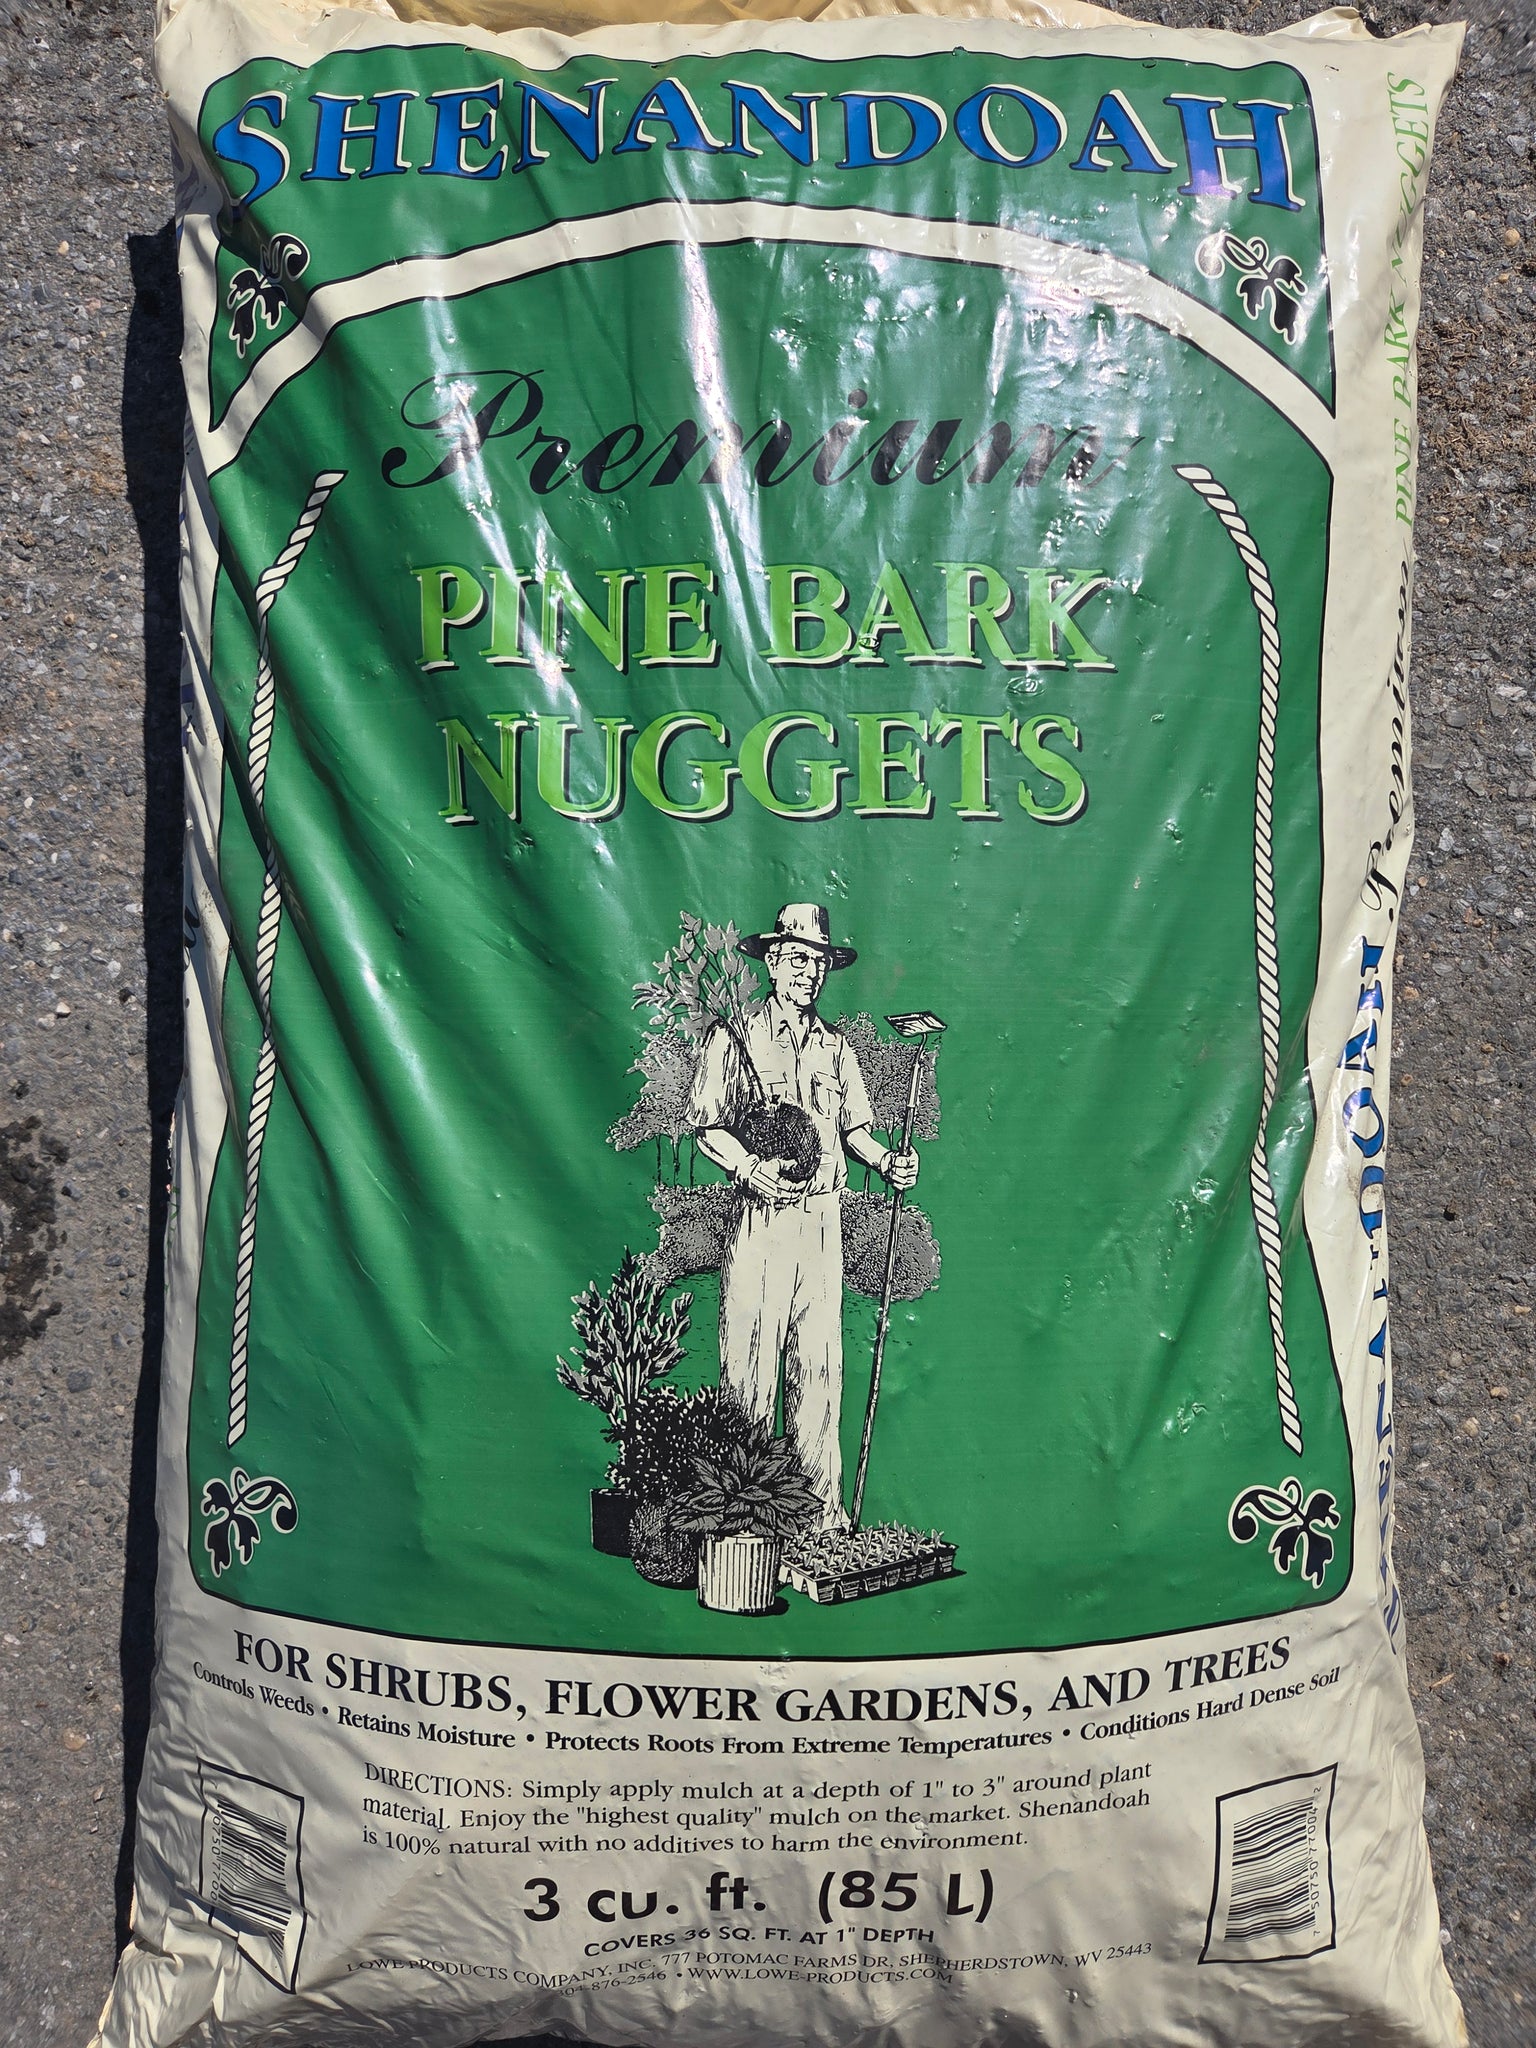 SHENANDOAH
Premium
PINE BARK
NUGGETS
FOR SHRUBS, FLOWER GARDENS, AND TREES
Controls Weeds • Retains Moisture • Protects Roots From Extreme Temperatures • Conditions Hard Dense Soil
DIRECTIONS: Simply apply mulch at a depth of 1" to 3" around plant
material. Enjoy the "highest quality" mulch on the market. Shenandoah
is 100% natural with no additives to harm the environment.
3 cu. ft. (85 L)
COVERS 36 SQ. FT. AT 1" DEPTH
LOWE PRODUCTS COMPANY, INC. 777 POTOMAC FARMS DR, SHEPHERDSTOWN, WV 25443
304-876-2546 • WWW.LOWE-PRODUCTS.COM
7 50750 77004 2
SHENANDOAH Premium PINE BARK NUGGETS